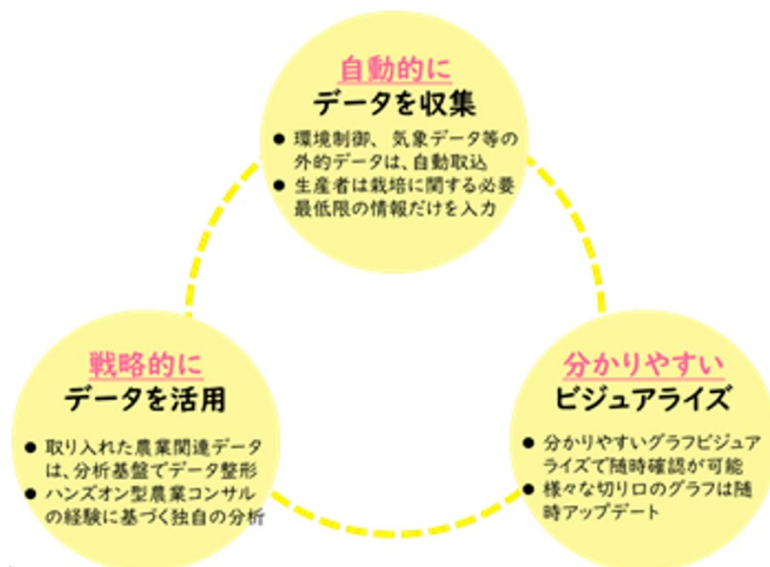 自動的に
データを収集
● 環境制御、気象データ等の
外的データは、自動取込
● 生産者は栽培に関する必要
最低限の情報だけを入力
戦略的に
データを活用
● 取り入れた農業関連データ
は、分析基盤でデータ整形
● ハンズオン型農業コンサル
の経験に基づく独自の分析
分かりやすい
ビジュアライズ
● 分かりやすいグラフビジュア
ライズで随時確認が可能
● 様々な切り口のグラフは随
時アップデート